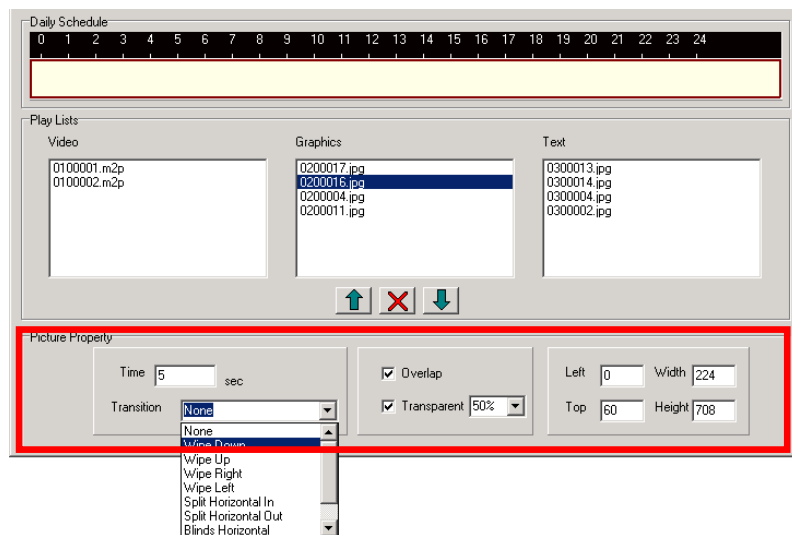 Daily Schedule
0 1 2 3 4 5 6 7 8 9 10 11 12 13 14 15 16 17 18 19 20 21 22 23 24
Play Lists
Video Graphics Text
0100001.m2p
0100002.m2p
0200017.jpg
0200016.jpg
0200004.jpg
0200011.jpg
0300013.jpg
0300014.jpg
0300004.jpg
0300002.jpg
Picture Property
Time 5 sec
Transition None
None
Wipe Down
Wipe Up
Wipe Right
Wipe Left
Split Horizontal In
Split Horizontal Out
Blinds Horizontal
Overlap
Transparent 50%
Left 0 Width 224
Top 60 Height 708